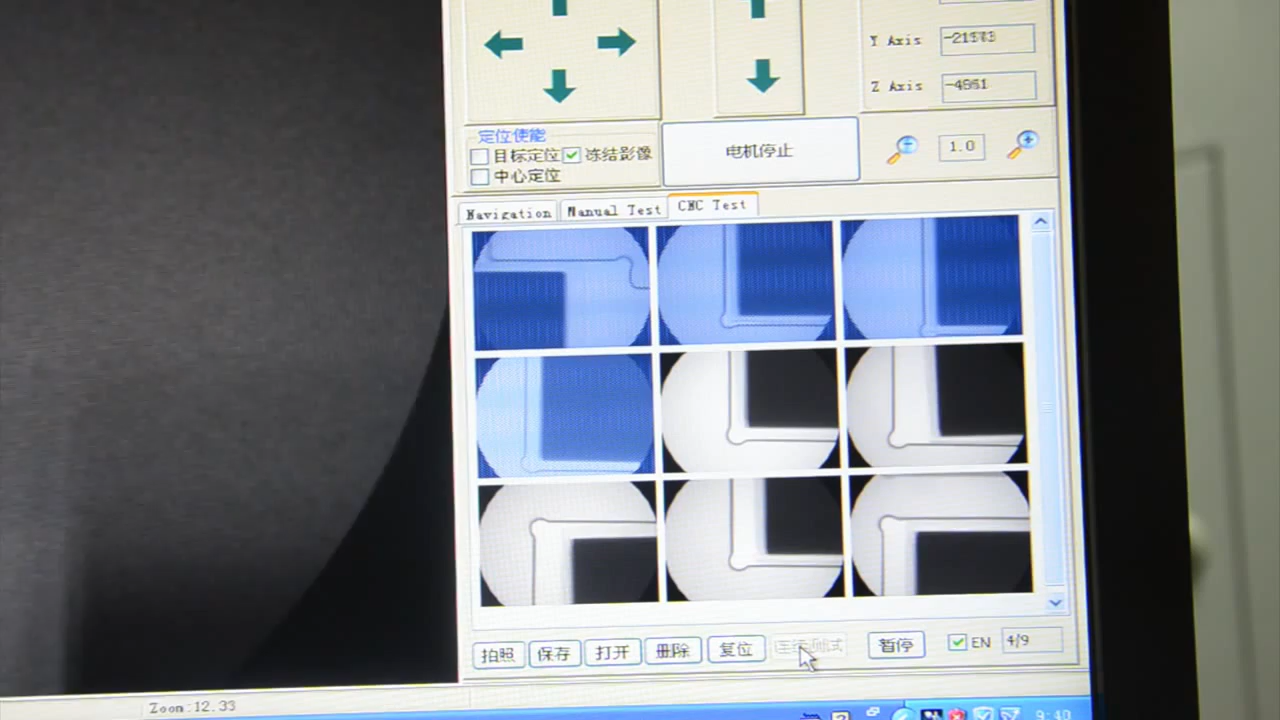 Y Axis
Z Axis
定位使能
目标定位 冻结影像
中心定位
电机停止
1.0
Navigation Manual Test CNC Test
拍照 保存 打开 删除 复位 暂停 EN 4/9
Zoom:12.33
9:40